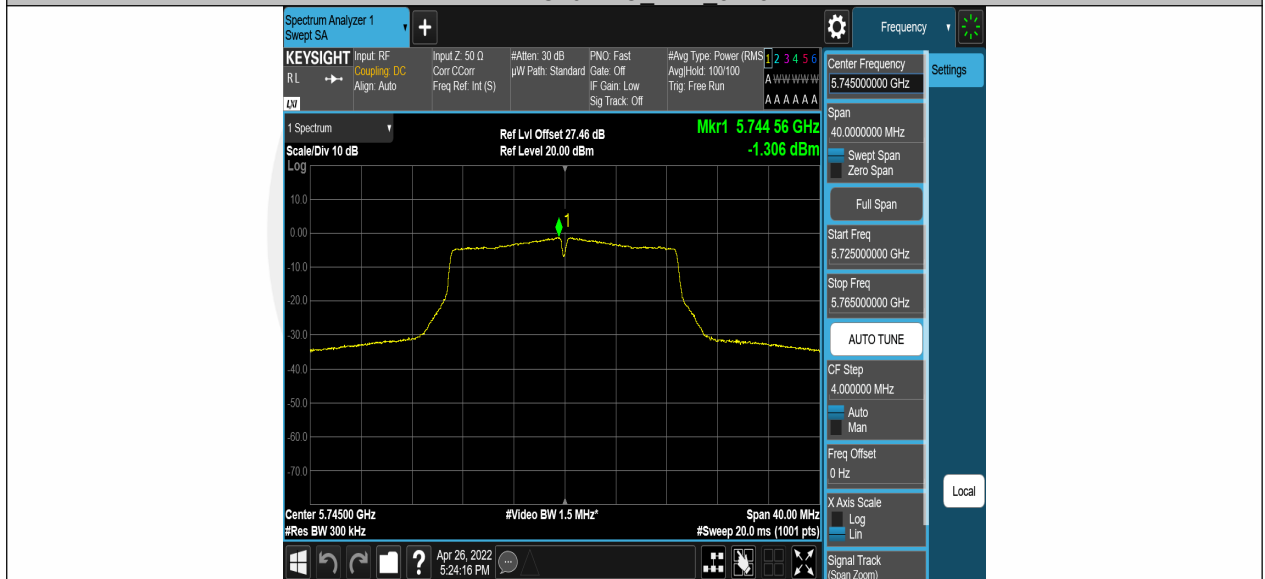 Spectrum Analyzer 1
Swept SA
+
Frequency
KEYSIGHT
RL
LXI
Input: RF
Coupling: DC
Align: Auto
Input Z: 50 Ω
Corr CCorr
Freq Ref: Int (S)
#Atten: 30 dB
µW Path: Standard
PNO: Fast
Gate: Off
IF Gain: Low
Sig Track: Off
#Avg Type: Power (RMS
Avg|Hold: 100/100
Trig: Free Run
1 2 3 4 5 6
A W W W W W
A A A A A A
1 Spectrum
Scale/Div 10 dB
Log
Ref Lvl Offset 27.46 dB
Ref Level 20.00 dBm
Mkr1 5.744 56 GHz
-1.306 dBm
1
10.0
0.00
-10.0
-20.0
-30.0
-40.0
-50.0
-60.0
-70.0
Center 5.74500 GHz
#Res BW 300 kHz
#Video BW 1.5 MHz*
Span 40.00 MHz
#Sweep 20.0 ms (1001 pts)
?
Apr 26, 2022
5:24:16 PM
Center Frequency
5.745000000 GHz
Span
40.0000000 MHz
Swept Span
Zero Span
Full Span
Start Freq
5.725000000 GHz
Stop Freq
5.765000000 GHz
AUTO TUNE
CF Step
4.000000 MHz
Auto
Man
Freq Offset
0 Hz
X Axis Scale
Log
Lin
Signal Track
(Span Zoom)
Settings
Local